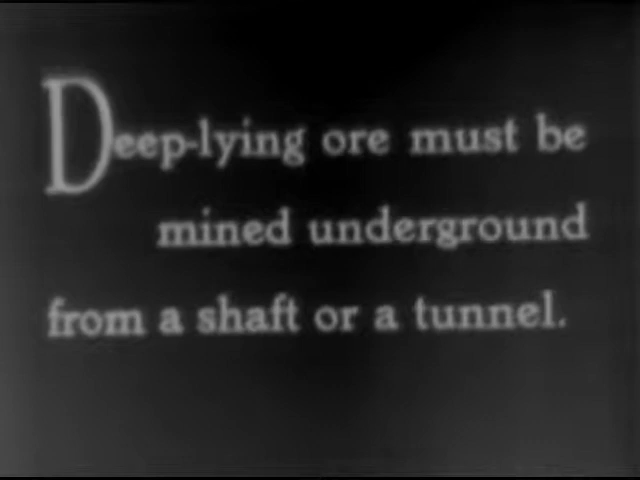 Deep-lying ore must be
mined underground
from a shaft or a tunnel.